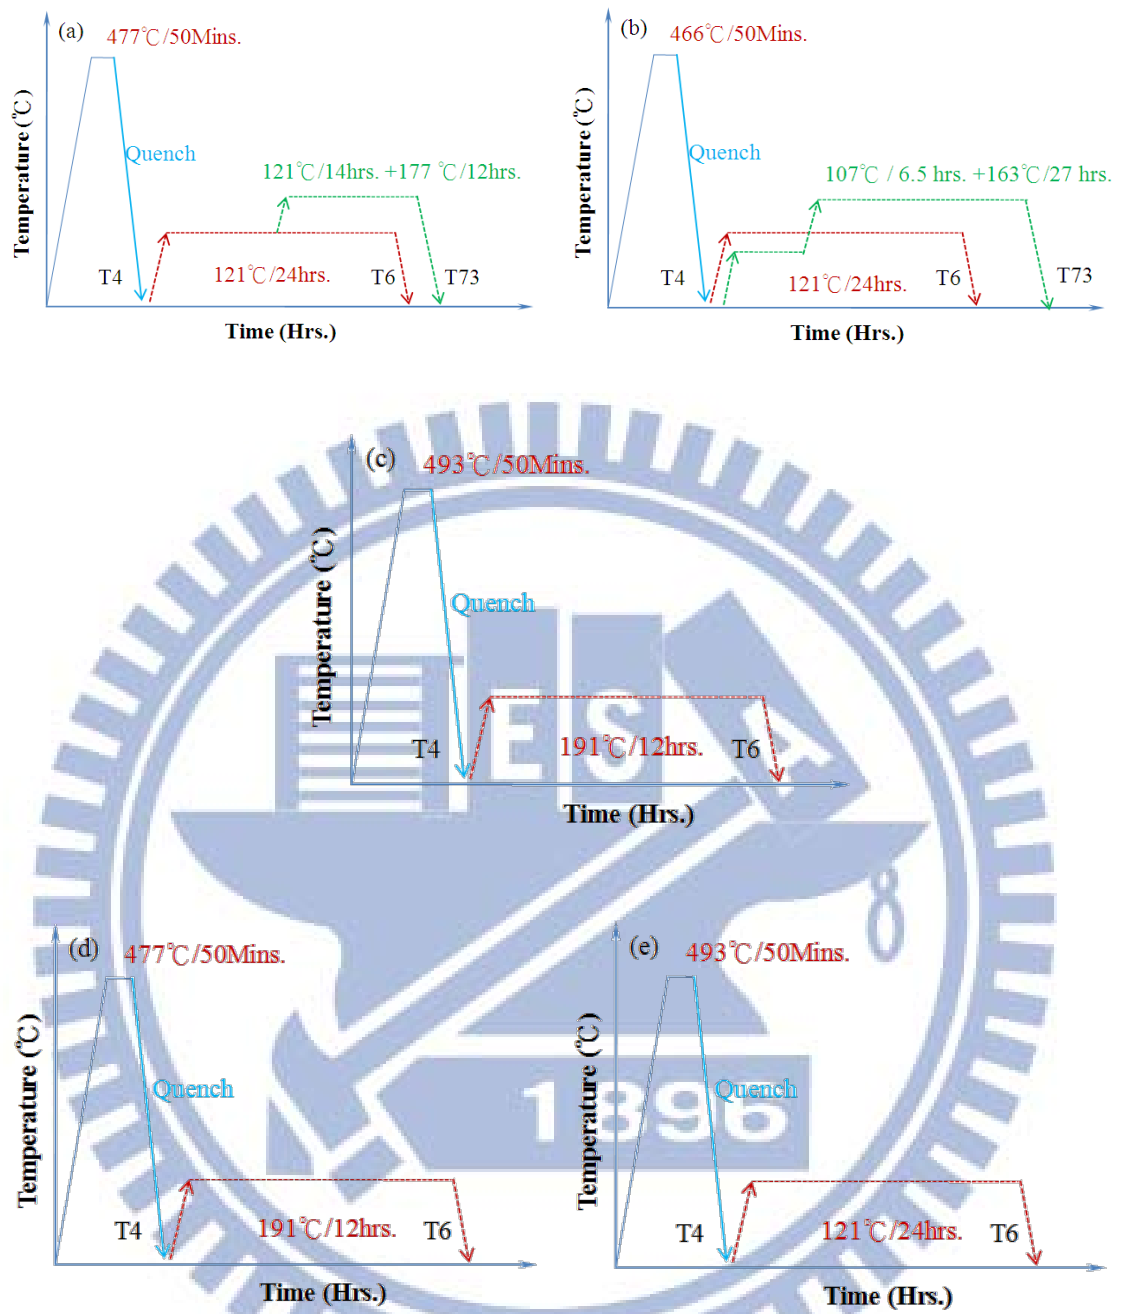 (a)
477℃/50Mins.
Temperature (℃)
Quench
121℃/14hrs. +177 ℃/12hrs.
T4
121℃/24hrs.
T6
T73
Time (Hrs.)
(b)
466℃/50Mins.
Temperature (℃)
Quench
107℃ / 6.5 hrs. +163℃/27 hrs.
T4
121℃/24hrs.
T6
T73
Time (Hrs.)
(c)
493℃/50Mins.
Temperature (℃)
Quench
T4
191℃/12hrs.
T6
Time (Hrs.)
E S A
(d)
477℃/50Mins.
Temperature (℃)
Quench
T4
191℃/12hrs.
T6
Time (Hrs.)
(e)
493℃/50Mins.
Temperature (℃)
Quench
T4
121℃/24hrs.
T6
Time (Hrs.)
1896